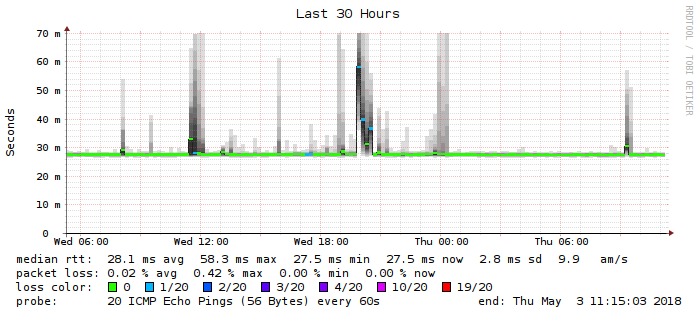 Last 30 Hours
RRDTOOL / TOBI OETIKER
Seconds
70 m
60 m
50 m
40 m
30 m
20 m
10 m
0
Wed 06:00 Wed 12:00 Wed 18:00 Thu 00:00 Thu 06:00
median rtt: 28.1 ms avg 58.3 ms max 27.5 ms min 27.5 ms now 2.8 ms sd 9.9 am/s
packet loss: 0.02 % avg 0.42 % max 0.00 % min 0.00 % now
loss color: 0 1/20 2/20 3/20 4/20 10/20 19/20
probe: 20 ICMP Echo Pings (56 Bytes) every 60s end: Thu May 3 11:15:03 2018